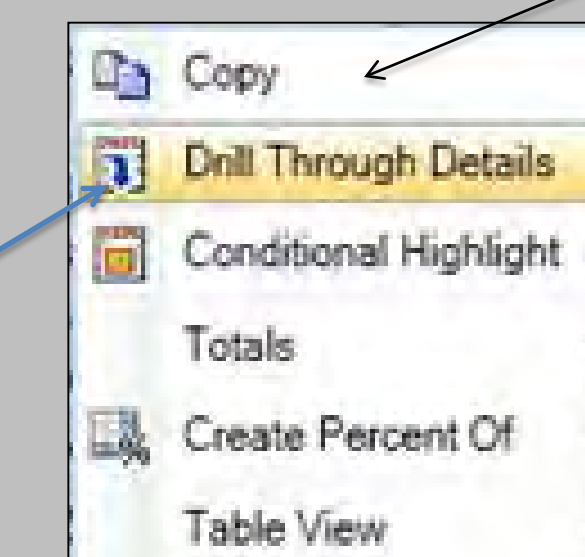 Copy
Drill Through Details
Conditional Highlight
Totals
Create Percent Of
Table View